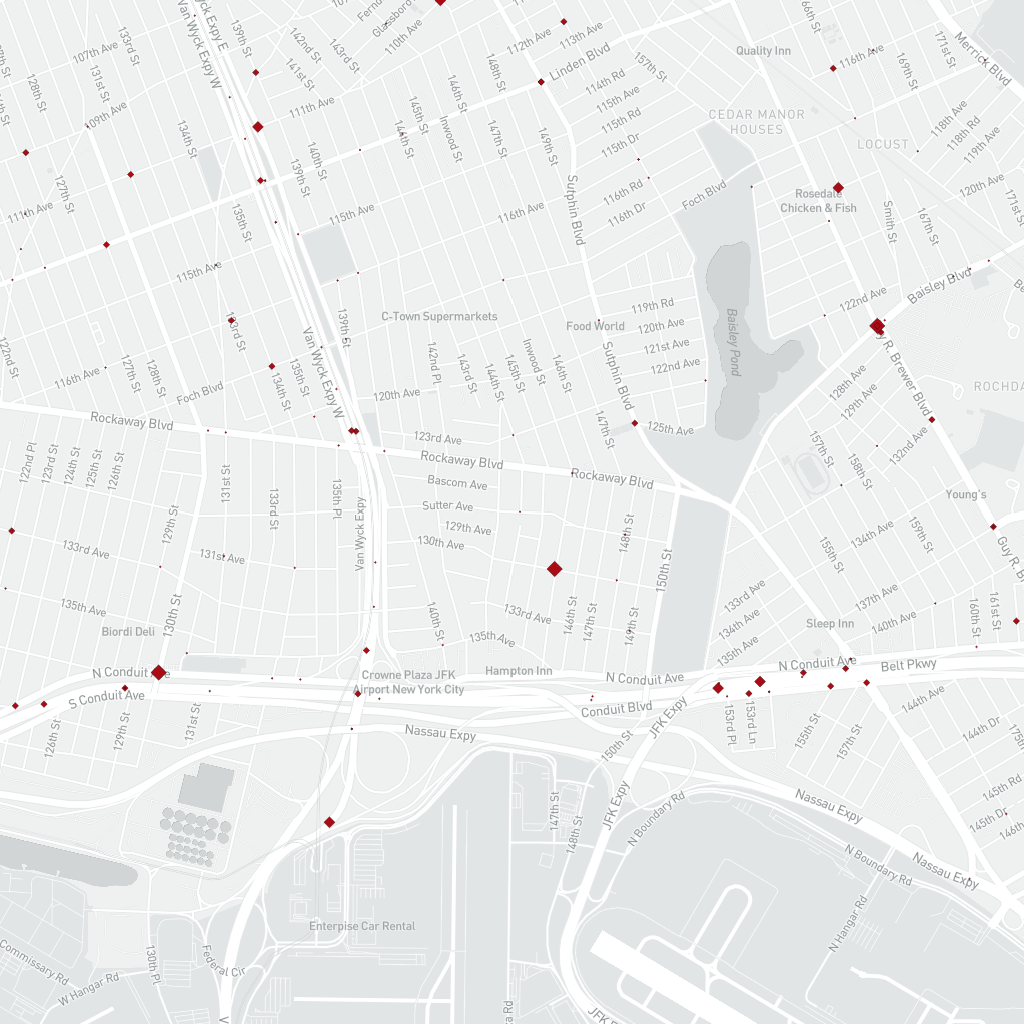 Van Wyck Expy W
Wyck Expy E
133rd St
107th Ave
139th St
142nd St
143rd St
110th Ave
148th St
112th Ave
113th Ave
Linden Blvd
157th St
Quality Inn
116th Ave
169th St
171st St
Merrick Blvd
128th St
131st St
109th Ave
141st St
111th Ave
145th St
146th St
114th Rd
115th Ave
115th Rd
115th Dr
CEDAR MANOR
HOUSES
118th Ave
118th Rd
119th Ave
LOCUST
134th St
140th St
139th St
144th St
Inwood St
147th St
149th St
127th St
116th Rd
116th Dr
Foch Blvd
Sutphin Blvd
Rosedale
Chicken & Fish
Smith St
167th St
120th Ave
171st St
111th Ave
135th St
115th Ave
116th Ave
115th Ave
Baisley Blvd
122nd Ave
C-Town Supermarkets
Food World
119th Rd
120th Ave
121st Ave
122nd Ave
Baisley Pond
122nd St
133rd St
Van Wyck Expy W
139th St
142nd Pl
143rd St
144th St
145th St
Inwood St
146th St
Sutphin Blvd
Guy R. Brewer Blvd
116th Ave
127th St
128th St
Foch Blvd
134th St
135th St
120th Ave
147th St
125th Ave
128th Ave
129th Ave
132nd Ave
Rockaway Blvd
123rd Ave
Rockaway Blvd
Rockaway Blvd
157th St
158th St
122nd Pl
123rd St
124th St
125th St
126th St
131st St
133rd St
135th Pl
Van Wyck Expy
Bascom Ave
Sutter Ave
129th Ave
130th Ave
Young's
129th St
133rd Ave
131st Ave
148th St
150th St
155th St
134th Ave
159th St
Guy R.
135th Ave
130th St
140th St
133rd Ave
146th St
147th St
149th St
133rd Ave
134th Ave
135th Ave
137th Ave
140th Ave
160th St
161st St
Biordi Deli
135th Ave
Sleep Inn
N Conduit Ave
S Conduit Ave
Crowne Plaza JFK
Airport New York City
Hampton Inn
N Conduit Ave
N Conduit Ave
Belt Pkwy
126th St
129th St
131st St
Nassau Expy
Conduit Blvd
150th St
JFK Expy
153rd Pl
153rd Ln
155th St
157th St
144th Ave
144th Dr
JFK Expy
N Boundary Rd
147th St
148th St
Nassau Expy
145th Rd
145th Dr
146th Ave
N Boundary Rd
Nassau Expy
Enterpise Car Rental
N Hangar Rd
Commissary Rd
W Hangar Rd
130th Pl
Federal Cir